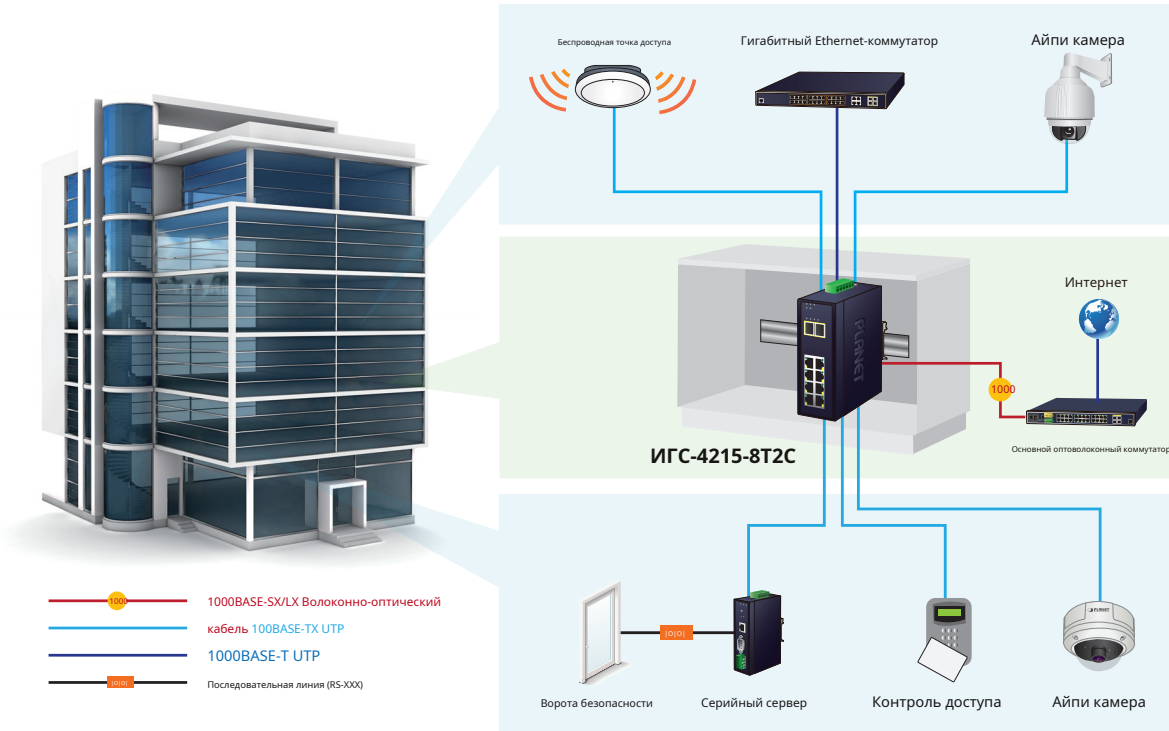 Беспроводная точка доступа
Гигабитный Ethernet-коммутатор
Айпи камера
Интернет
PLANET
1000
Основной оптоволоконный коммутатор
ИГС-4215-8Т2С
1000 1000BASE-SX/LX Волоконно-оптический
кабель 100BASE-TX UTP
1000BASE-T UTP
|o|o| Последовательная линия (RS-XXX)
|o|o|
PLANET
Ворота безопасности
Серийный сервер
Контроль доступа
Айпи камера